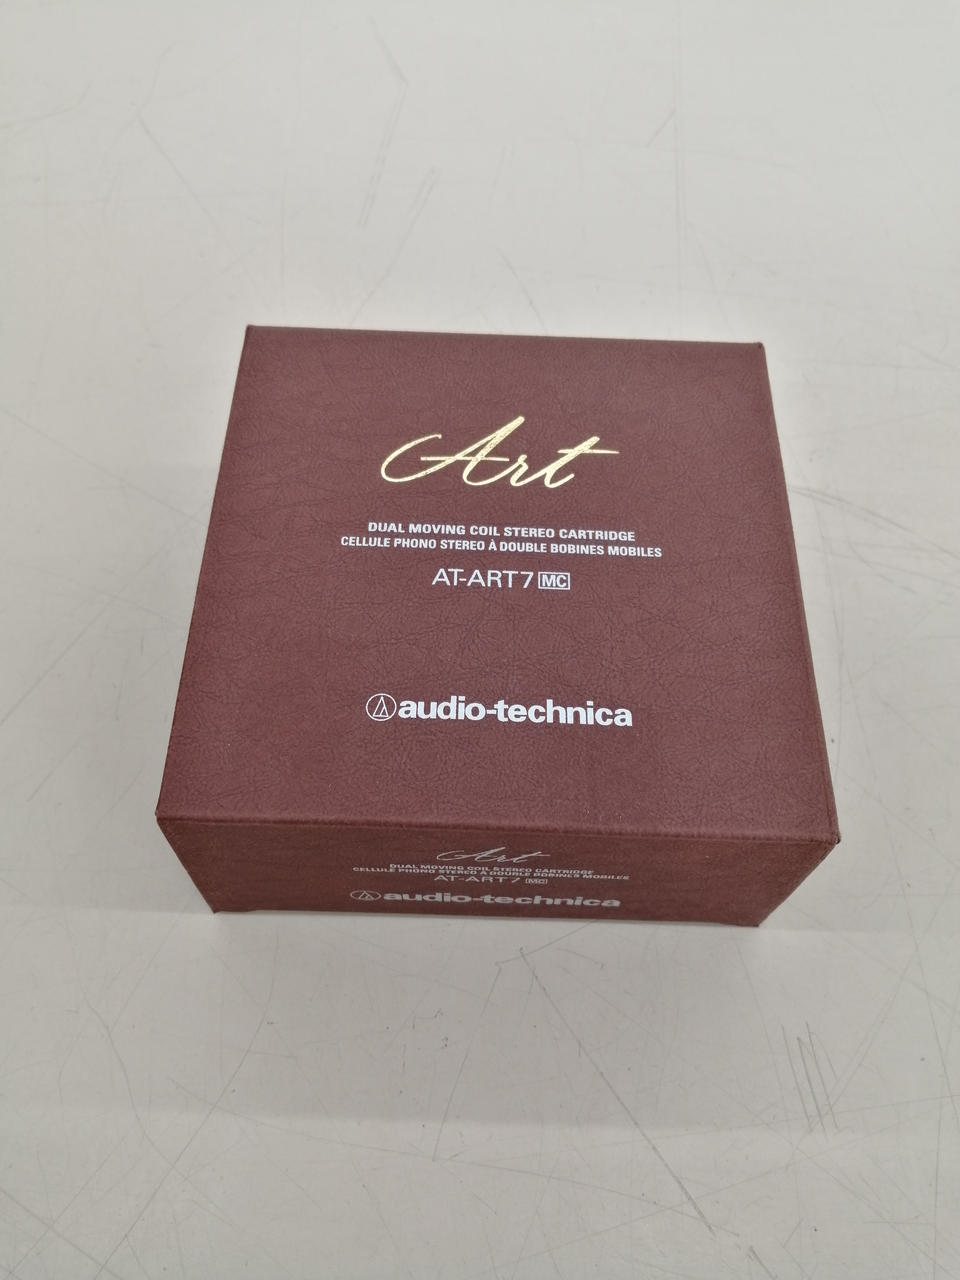 Art
DUAL MOVING COIL STEREO CARTRIDGE
CELLULE PHONO STEREO À DOUBLE BOBINES MOBILES
AT-ART7 MC
audio-technica
Art
DUAL MOVING COIL STEREO CARTRIDGE
CELLULE PHONO STEREO À DOUBLE BOBINES MOBILES
AT-ART7 MC
audio-technica